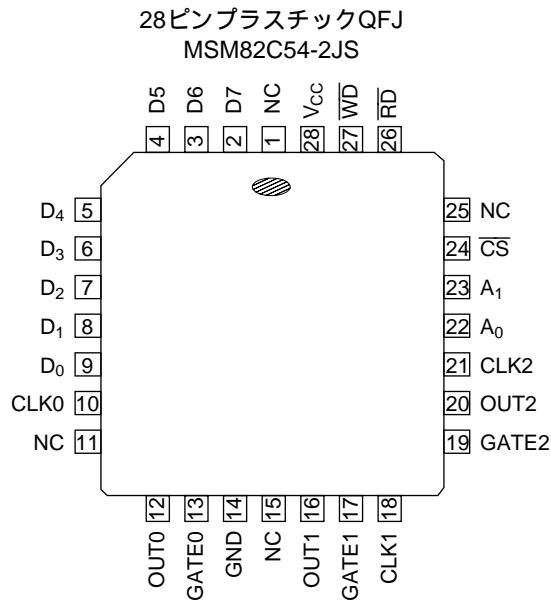 28ピンプラスチックQFJ
MSM82C54-2JS
D5 D6 D7 NC VCC W̅D̅ R̅D̅
4 3 2 1 28 27 26
D4 5
D3 6
D2 7
D1 8
D0 9
CLK0 10
NC 11
25 NC
24 C̅S̅
23 A1
22 A0
21 CLK2
20 OUT2
19 GATE2
12 13 14 15 16 17 18
OUT0 GATE0 GND NC OUT1 GATE1 CLK1